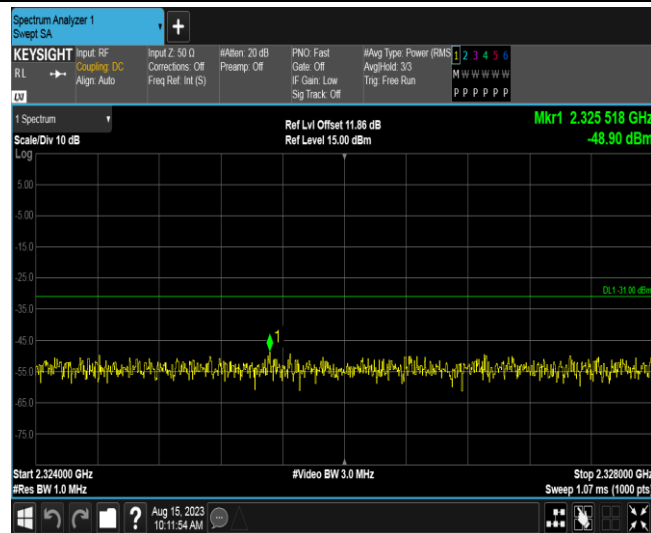 Spectrum Analyzer 1
Swept SA
+
KEYSIGHT Input: RF Input Z: 50 Ω #Atten: 20 dB PNO: Fast #Avg Type: Power (RMS 1 2 3 4 5 6
RL Coupling: DC Corrections: Off Preamp: Off Gate: Off Avg|Hold: 3/3 M W W W W W
Align: Auto Freq Ref: Int (S) IF Gain: Low Trig: Free Run
Sig Track: Off P P P P P P
LXI
1 Spectrum Ref Lvl Offset 11.86 dB Mkr1 2.325 518 GHz
Scale/Div 10 dB Ref Level 15.00 dBm -48.90 dBm
Log
5.00
-5.00
-15.0
-25.0
DL1 -31.00 dBm
-35.0
-45.0
1
-55.0
-65.0
-75.0
Start 2.324000 GHz #Video BW 3.0 MHz Stop 2.328000 GHz
#Res BW 1.0 MHz Sweep 1.07 ms (1000 pts)
? Aug 15, 2023
10:11:54 AM